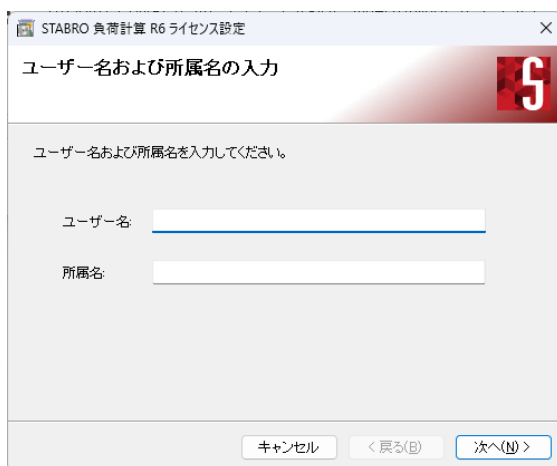 STABRO 負荷計算 R6 ライセンス設定
ユーザー名および所属名の入力
S
ユーザー名および所属名を入力してください。
ユーザー名:
所属名:
キャンセル
< 戻る(B)
次へ(N) >